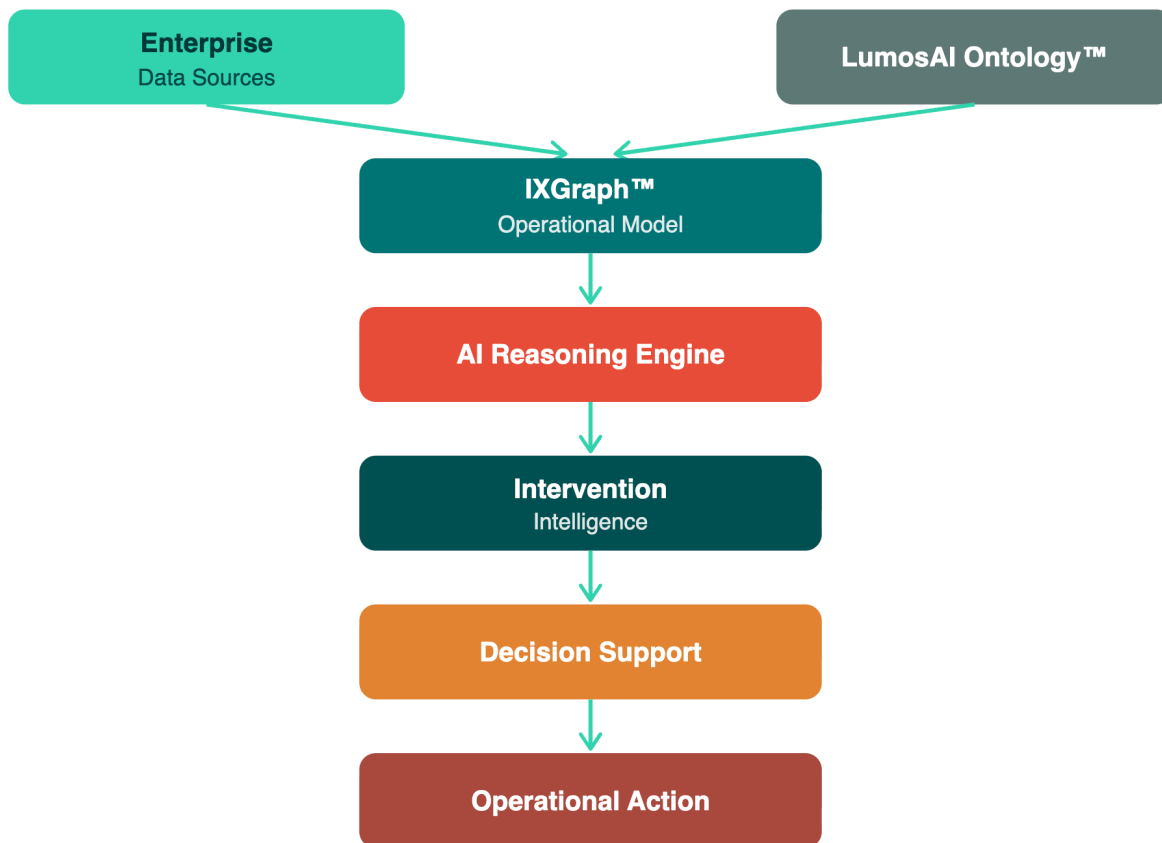 Enterprise
Data Sources
LumosAI Ontology™
IXGraph™
Operational Model
AI Reasoning Engine
Intervention
Intelligence
Decision Support
Operational Action